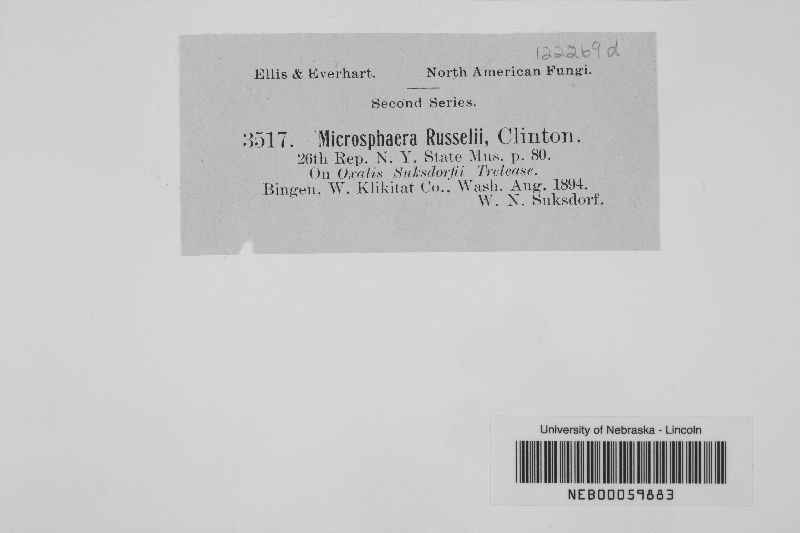 122269d
Ellis & Everhart. North American Fungi.
Second Series.
3517. Microsphaera Russelii, Clinton.
26th Rep. N. Y. State Mus. p. 80.
On Oxalis Suksdorfii Trelease.
Bingen, W. Klikitat Co., Wash. Aug. 1894.
W. N. Suksdorf.
University of Nebraska - Lincoln
NEB00059883